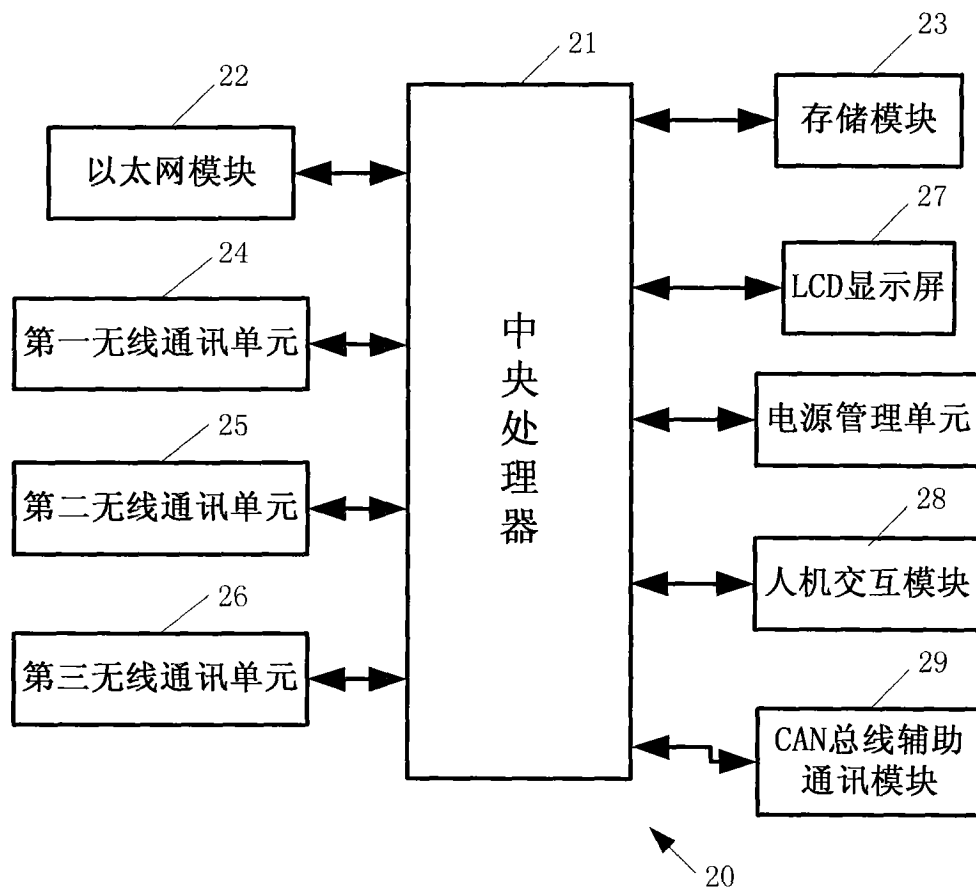 21
22
以太网模块
24
第一无线通讯单元
25
第二无线通讯单元
26
第三无线通讯单元
中央处理器
23
存储模块
27
LCD显示屏
电源管理单元
28
人机交互模块
29
CAN总线辅助
通讯模块
20